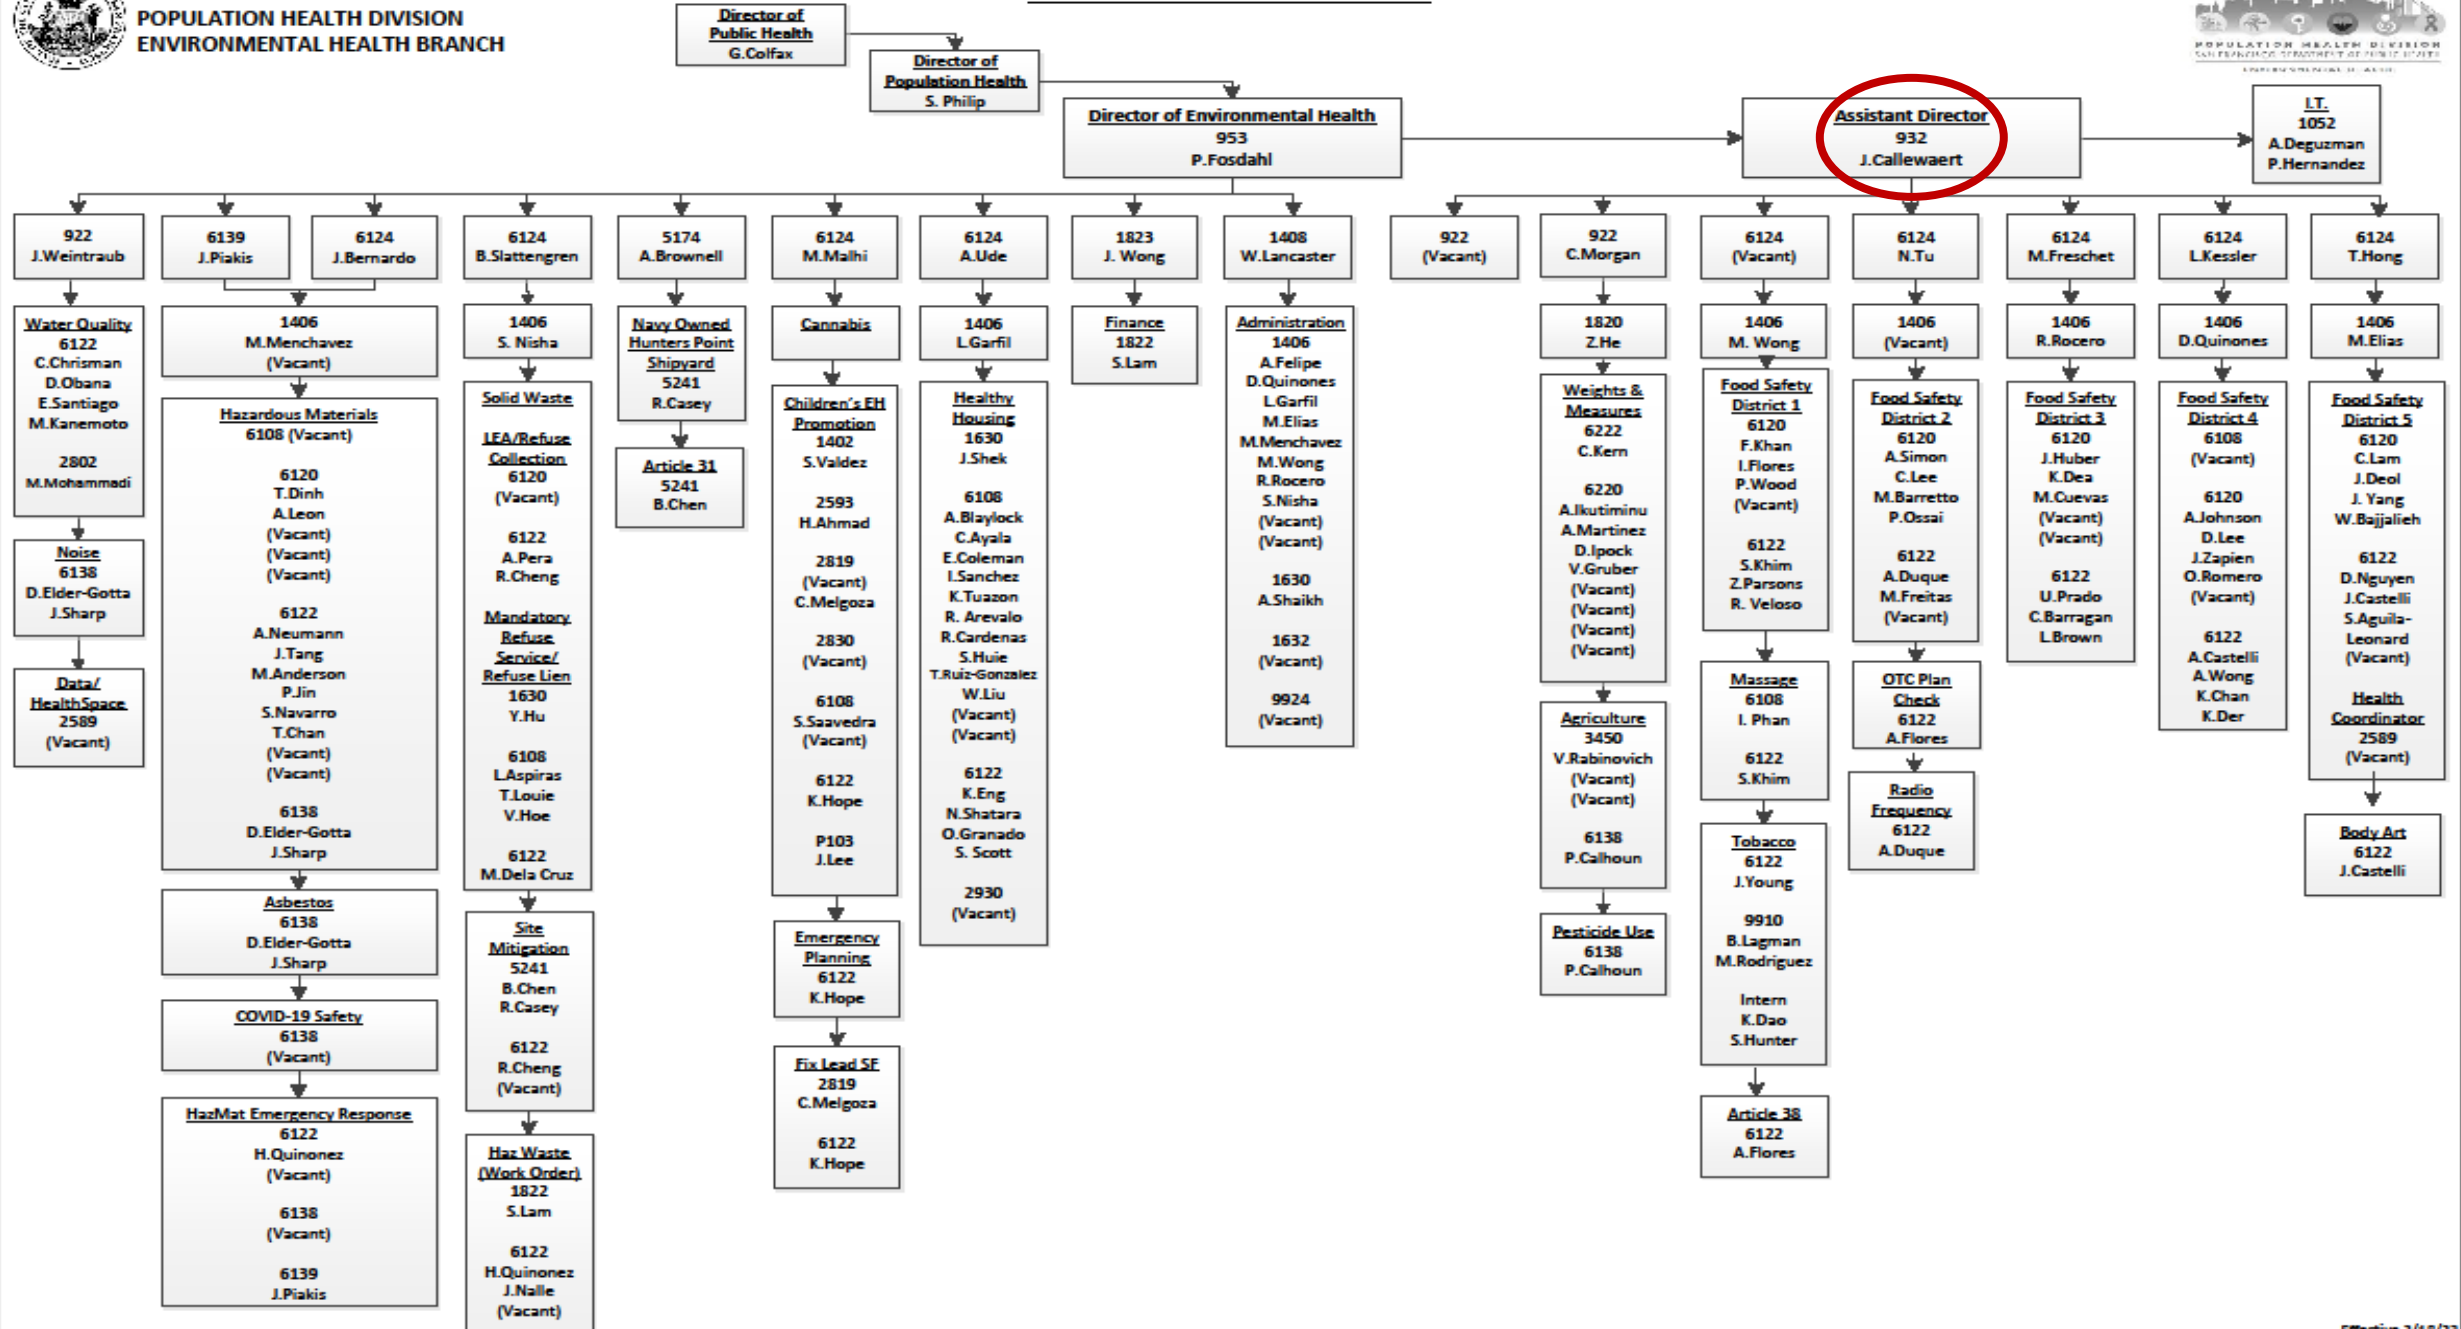 POPULATION HEALTH DIVISION
ENVIRONMENTAL HEALTH BRANCH
Director of
Public Health
G.Colfax
Director of
Population Health
S. Philip
Director of Environmental Health
953
P.Fosdahl
Assistant Director
932
J.Callewaert
I.T.
1052
A.Deguzman
P.Hernandez
POPULATION HEALTH DIVISION
SAN FRANCISCO DEPARTMENT OF PUBLIC HEALTH
ENVIRONMENTAL HEALTH
922
J.Weintraub
6139
J.Piakis
6124
J.Bernardo
6124
B.Slattengren
5174
A.Brownell
6124
M.Malhi
6124
A.Ude
1823
J. Wong
1408
W.Lancaster
922
(Vacant)
922
C.Morgan
6124
(Vacant)
6124
N.Tu
6124
M.Freschet
6124
L.Kessler
6124
T.Hong
Water Quality
6122
C.Chrisman
D.Obana
E.Santiago
M.Kanemoto
2802
M.Mohammadi
Noise
6138
D.Elder-Gotta
J.Sharp
Data/
HealthSpace
2589
(Vacant)
1406
M.Menchavez
(Vacant)
Hazardous Materials
6108 (Vacant)
6120
T.Dinh
A.Leon
(Vacant)
(Vacant)
(Vacant)
6122
A.Neumann
J.Tang
M.Anderson
P.Jin
S.Navarro
T.Chan
(Vacant)
(Vacant)
6138
D.Elder-Gotta
J.Sharp
Asbestos
6138
D.Elder-Gotta
J.Sharp
COVID-19 Safety
6138
(Vacant)
HazMat Emergency Response
6122
H.Quinonez
(Vacant)
6138
(Vacant)
6139
J.Piakis
1406
S. Nisha
Solid Waste
LEA/Refuse
Collection
6120
(Vacant)
6122
A.Pera
R.Cheng
Mandatory
Refuse
Service/
Refuse Lien
1630
Y.Hu
6108
L.Aspiras
T.Louie
V.Hoe
6122
M.Dela Cruz
Site
Mitigation
5241
B.Chen
R.Casey
6122
R.Cheng
(Vacant)
Haz Waste
(Work Order)
1822
S.Lam
6122
H.Quinonez
J.Nalle
(Vacant)
Navy Owned
Hunters Point
Shipyard
5241
R.Casey
Article 31
5241
B.Chen
Cannabis
Children's EH
Promotion
1402
S.Valdez
2593
H.Ahmad
2819
(Vacant)
C.Melgoza
2830
(Vacant)
6108
S.Saavedra
(Vacant)
6122
K.Hope
P103
J.Lee
Emergency
Planning
6122
K.Hope
Fix Lead SF
2819
C.Melgoza
6122
K.Hope
1406
L.Garfil
Healthy
Housing
1630
J.Shek
6108
A.Blaylock
C.Ayala
E.Coleman
I.Sanchez
K.Tuazon
R. Arevalo
R.Cardenas
S.Huie
T.Ruiz-Gonzalez
W.Liu
(Vacant)
(Vacant)
6122
K.Eng
N.Shatara
O.Granado
S. Scott
2930
(Vacant)
Finance
1822
S.Lam
Administration
1406
A.Felipe
D.Quinones
L.Garfil
M.Elias
M.Menchavez
M.Wong
R.Rocero
S.Nisha
(Vacant)
(Vacant)
1630
A.Shaikh
1632
(Vacant)
9924
(Vacant)
1820
Z.He
Weights &
Measures
6222
C.Kern
6220
A.Ikutiminu
A.Martinez
D.Ipock
V.Gruber
(Vacant)
(Vacant)
(Vacant)
(Vacant)
Agriculture
3450
V.Rabinovich
(Vacant)
(Vacant)
6138
P.Calhoun
Pesticide Use
6138
P.Calhoun
1406
M. Wong
Food Safety
District 1
6120
F.Khan
I.Flores
P.Wood
(Vacant)
6122
S.Khim
Z.Parsons
R. Veloso
Massage
6108
I. Phan
6122
S.Khim
Tobacco
6122
J.Young
9910
B.Lagman
M.Rodriguez
Intern
K.Dao
S.Hunter
Article 38
6122
A.Flores
1406
(Vacant)
Food Safety
District 2
6120
A.Simon
C.Lee
M.Barretto
P.Ossai
6122
A.Duque
M.Freitas
(Vacant)
OTC Plan
Check
6122
A.Flores
Radio
Frequency
6122
A.Duque
1406
R.Rocero
Food Safety
District 3
6120
J.Huber
K.Dea
M.Cuevas
(Vacant)
(Vacant)
6122
U.Prado
C.Barragan
L.Brown
1406
D.Quinones
Food Safety
District 4
6108
(Vacant)
6120
A.Johnson
D.Lee
J.Zapien
O.Romero
(Vacant)
6122
A.Castelli
A.Wong
K.Chan
K.Der
1406
M.Elias
Food Safety
District 5
6120
C.Lam
J.Deol
J. Yang
W.Bajjalieh
6122
D.Nguyen
J.Castelli
S.Aguila-
Leonard
(Vacant)
Health
Coordinator
2589
(Vacant)
Body Art
6122
J.Castelli
Effective